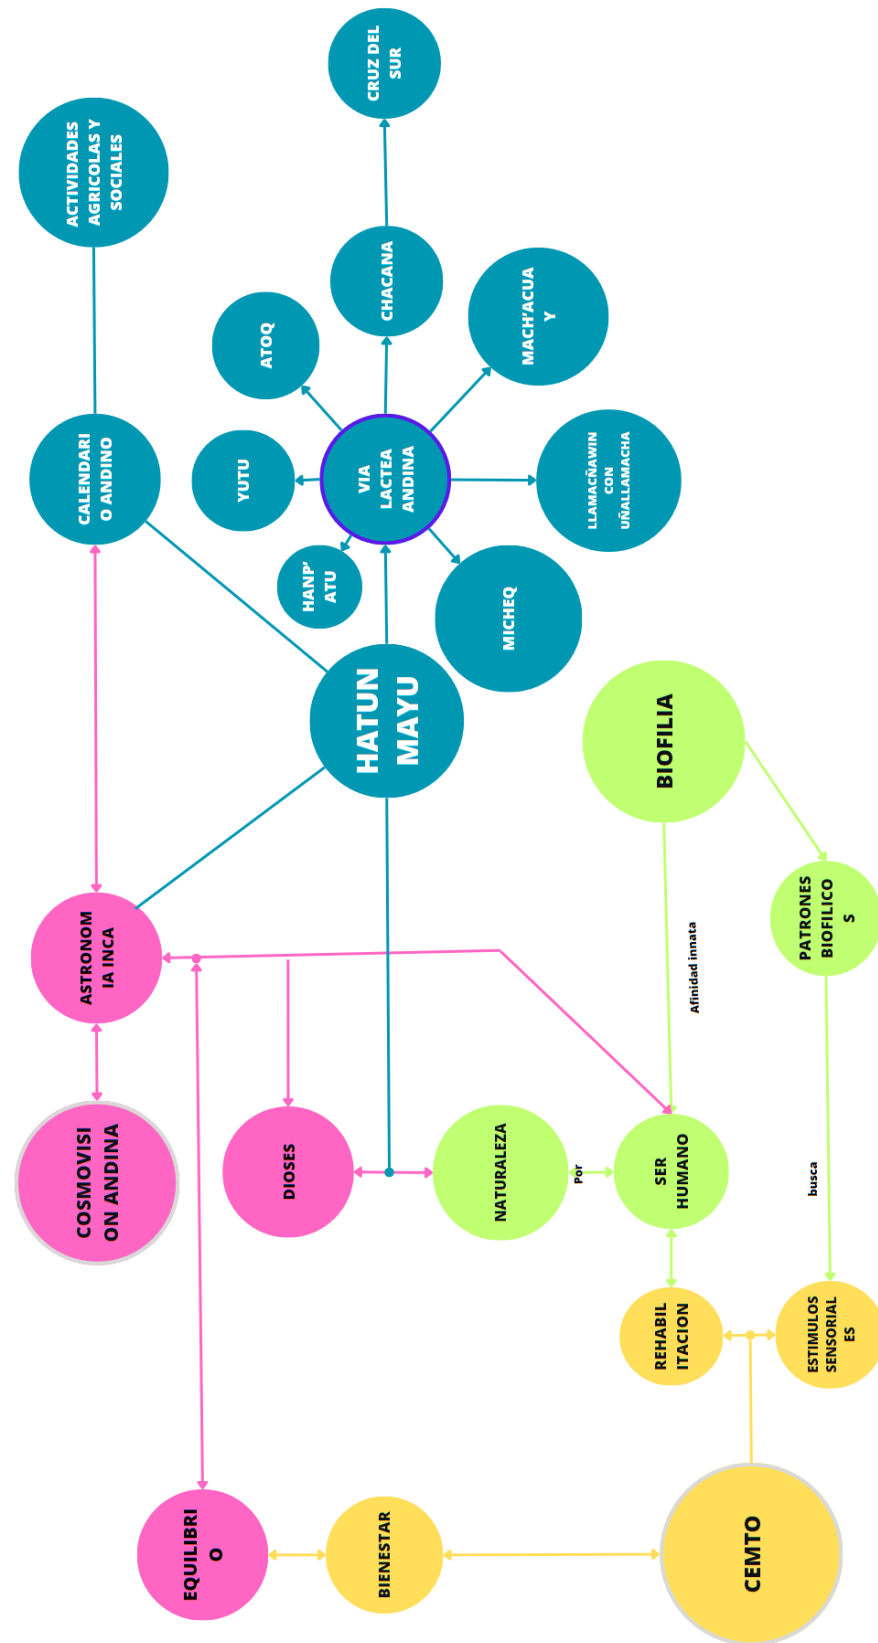 COSMOVISI
ON ANDINA
ASTRONOM
IA INCA
CALENDARI
O ANDINO
ACTIVIDADES
AGRICOLAS Y
SOCIALES
EQUILIBRI
O
DIOSES
YUTU
ATOQ
HANP'
ATU
BIENESTAR
HATUN
MAYU
VIA
LACTEA
ANDINA
CHACANA
CRUZ DEL
SUR
NATURALEZA
MICHEQ
MACH'ACUA
Y
Por
LLAMACÑAWIN
CON
UÑALLAMACHA
REHABIL
ITACION
SER
HUMANO
Afinidad innata
BIOFILIA
CEMTO
ESTIMULOS
SENSORIAL
ES
busca
PATRONES
BIOFILICO
S